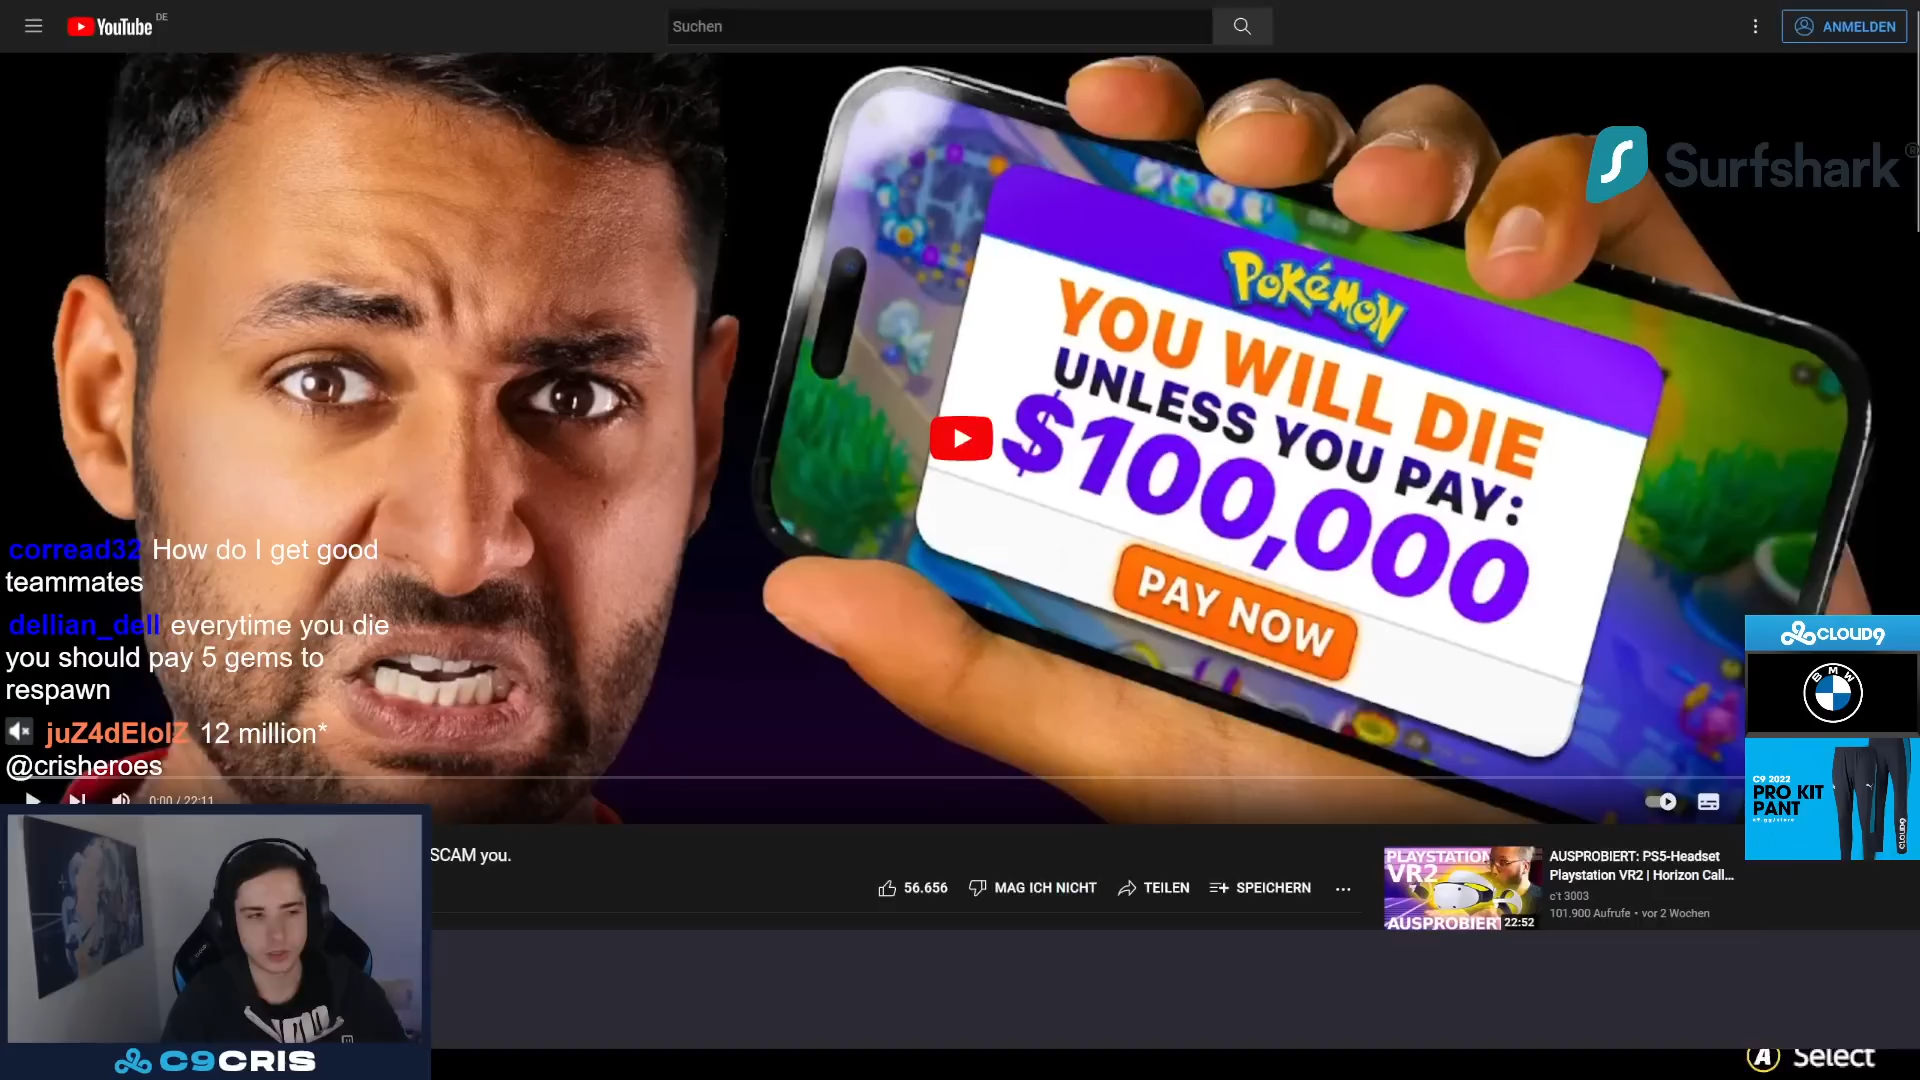 YouTube DE
Suchen
ANMELDEN
Surfshark®
POKéMON
YOU WILL DIE
UNLESS YOU PAY:
$100,000
PAY NOW
corread32 How do I get good
teammates
dellian_dell everytime you die
you should pay 5 gems to
respawn
12 million*
@crisheroes
0:00 / 22:11
CLOUD9
BMW
C9 2022
PRO KIT
PANT
CLOUD9
SCAM you.
56.656
MAG ICH NICHT
TEILEN
SPEICHERN
PLAYSTATION
VR2
AUSPROBIERT
22:52
AUSPROBIERT: PS5-Headset
Playstation VR2 | Horizon Call...
c't 3003
101.900 Aufrufe • vor 2 Wochen
C9CRIS
A Select